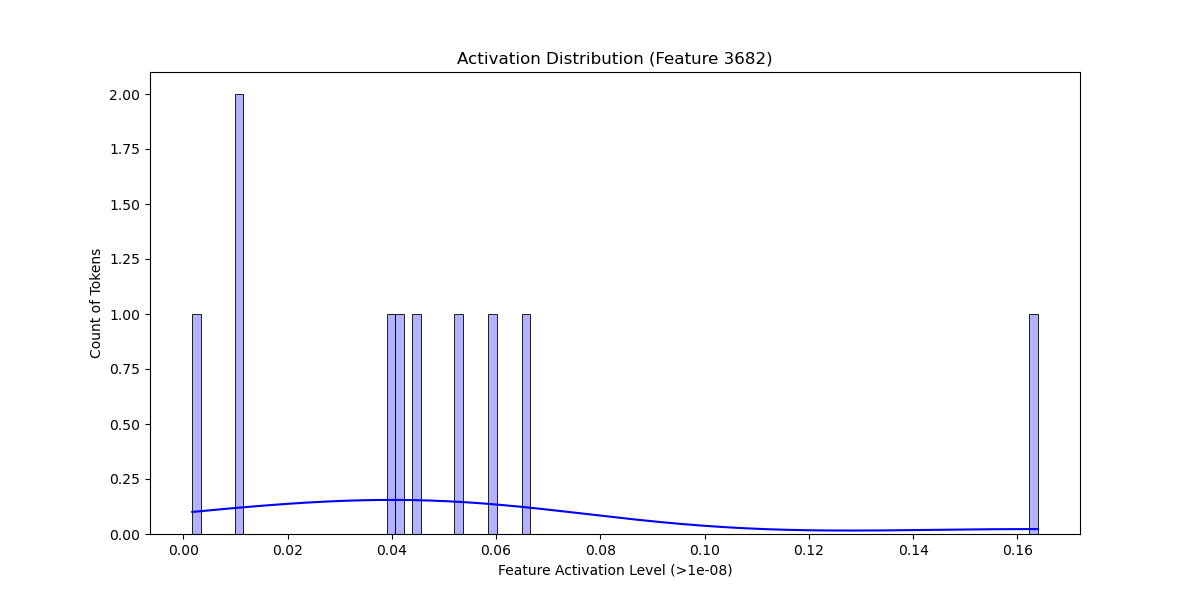 Activation Distribution (Feature 3682)
Count of Tokens
2.00
1.75
1.50
1.25
1.00
0.75
0.50
0.25
0.00
0.00 0.02 0.04 0.06 0.08 0.10 0.12 0.14 0.16
Feature Activation Level (>1e-08)